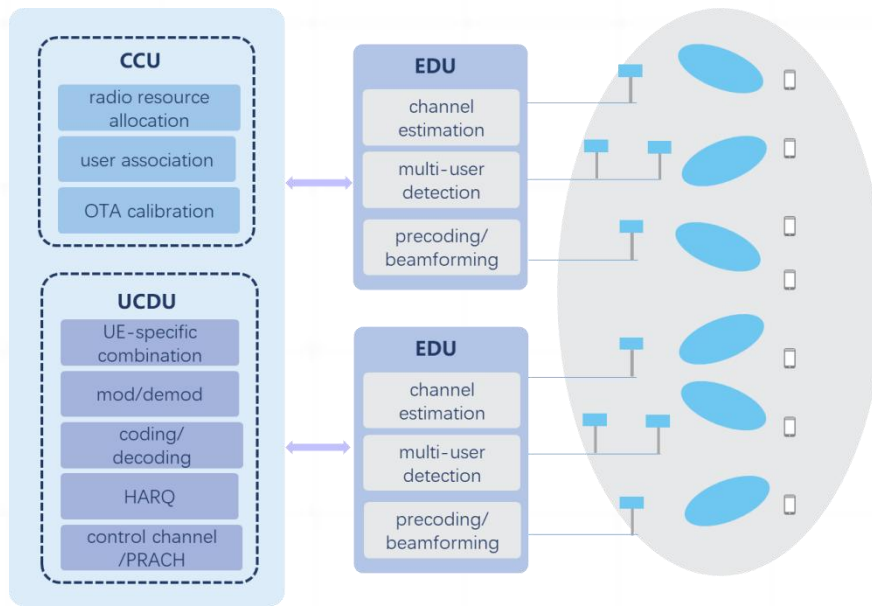 CCU
radio resource
allocation
user association
OTA calibration
UCDU
UE-specific
combination
mod/demod
coding/
decoding
HARQ
control channel
/PRACH
EDU
channel
estimation
multi-user
detection
precoding/
beamforming
EDU
channel
estimation
multi-user
detection
precoding/
beamforming